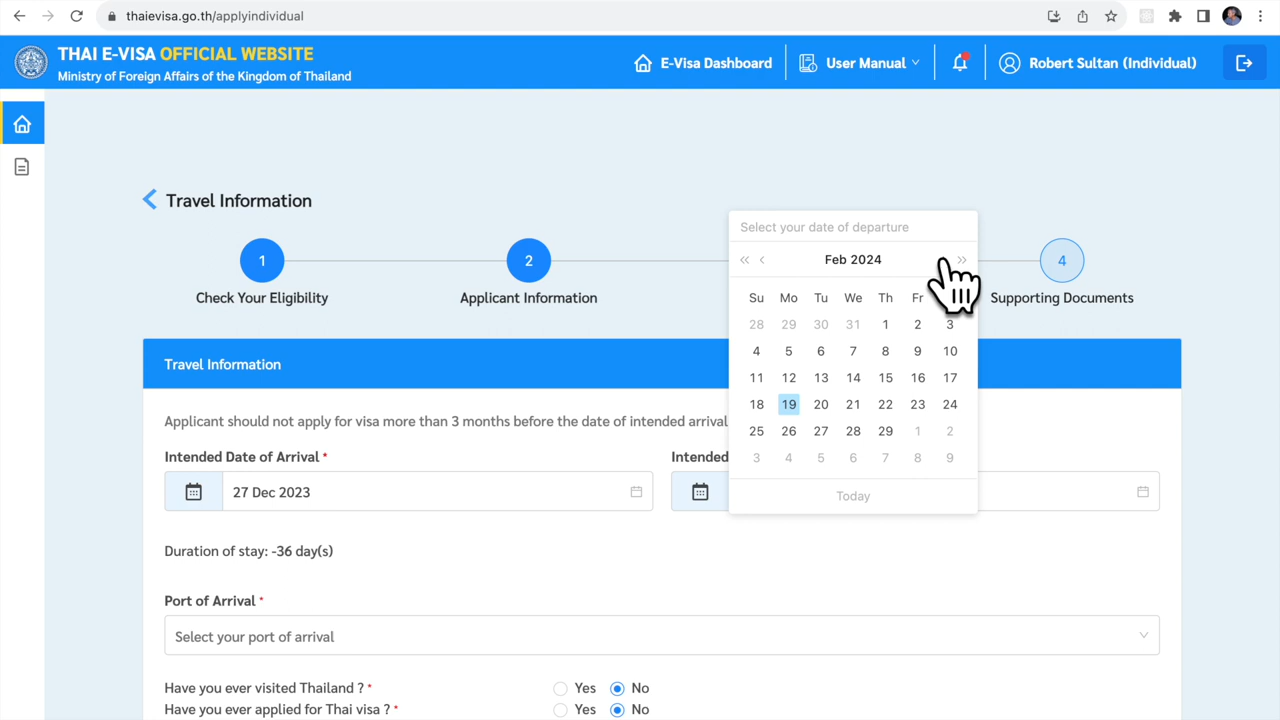 thaievisa.go.th/applyindividual
THAI E-VISA OFFICIAL WEBSITE
Ministry of Foreign Affairs of the Kingdom of Thailand
E-Visa Dashboard
User Manual
Robert Sultan (Individual)
Travel Information
1
Check Your Eligibility
2
Applicant Information
4
Supporting Documents
Select your date of departure
Feb 2024
Su Mo Tu We Th Fr
28 29 30 31 1 2 3
4 5 6 7 8 9 10
11 12 13 14 15 16 17
18 19 20 21 22 23 24
25 26 27 28 29 1 2
3 4 5 6 7 8 9
Today
Travel Information
Applicant should not apply for visa more than 3 months before the date of intended arrival
Intended Date of Arrival *
27 Dec 2023
Intended
Duration of stay: -36 day(s)
Port of Arrival *
Select your port of arrival
Have you ever visited Thailand ? * Yes No
Have you ever applied for Thai visa ? * Yes No